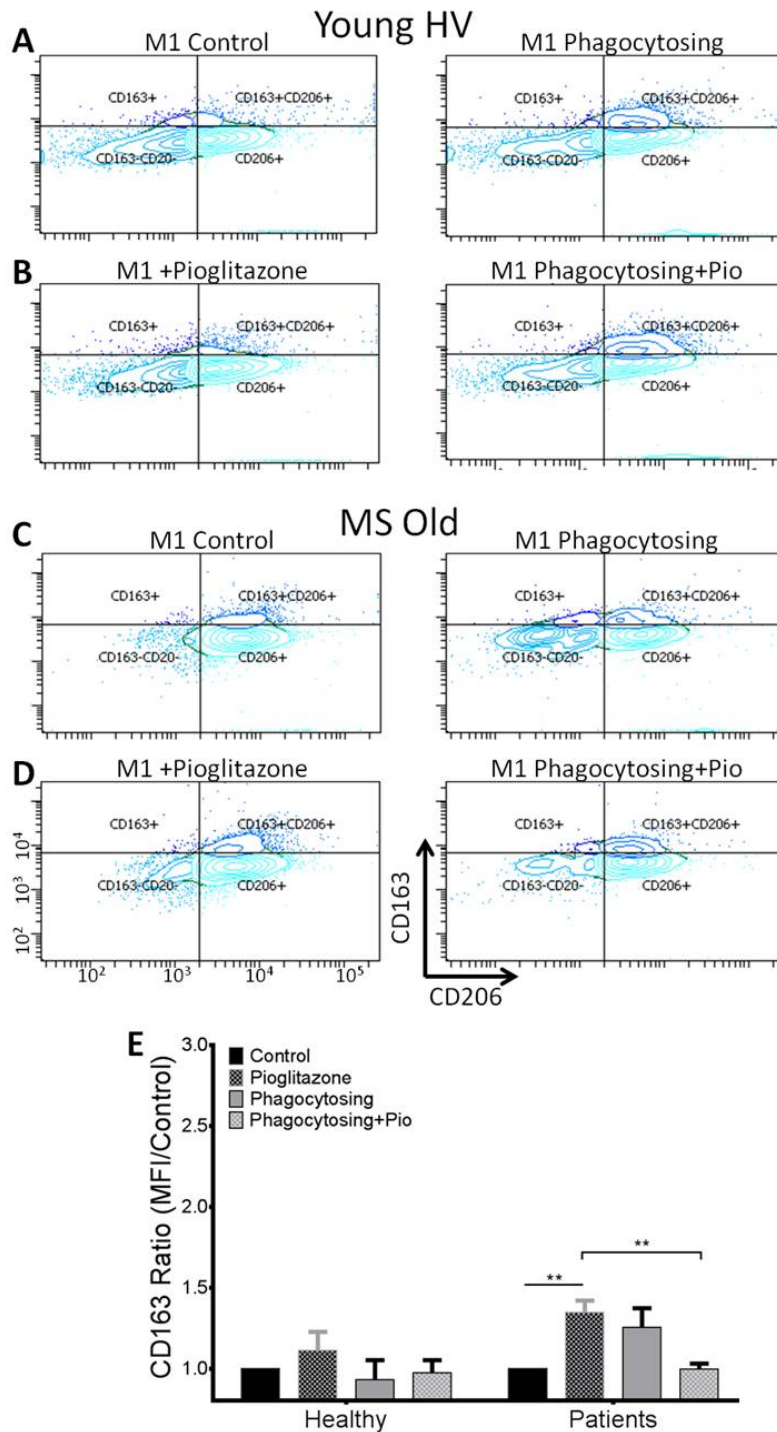 Young HV
A
M1 Control
M1 Phagocytosing
CD163+
CD163+CD206+
CD163-CD20-
CD206+
CD163+
CD163+CD206+
CD163-CD20-
CD206+
B
M1 +Pioglitazone
M1 Phagocytosing+Pio
CD163+
CD163+CD206+
CD163-CD20-
CD206+
CD163+
CD163+CD206+
CD163-CD20-
CD206+
MS Old
C
M1 Control
M1 Phagocytosing
CD163+
CD163+CD206+
CD163-CD20-
CD206+
CD163+
CD163+CD206+
CD163-CD20-
CD206+
D
M1 +Pioglitazone
M1 Phagocytosing+Pio
CD163+
CD163+CD206+
CD163-CD20-
CD206+
10⁴
10³
10²
10² 10³ 10⁴ 10⁵
CD163+
CD163+CD206+
CD163-CD20-
CD206+
CD163
CD206
E
CD163 Ratio (MFI/Control)
3.0
2.5
2.0
1.5
1.0
Control
Pioglitazone
Phagocytosing
Phagocytosing+Pio
**
**
Healthy
Patients